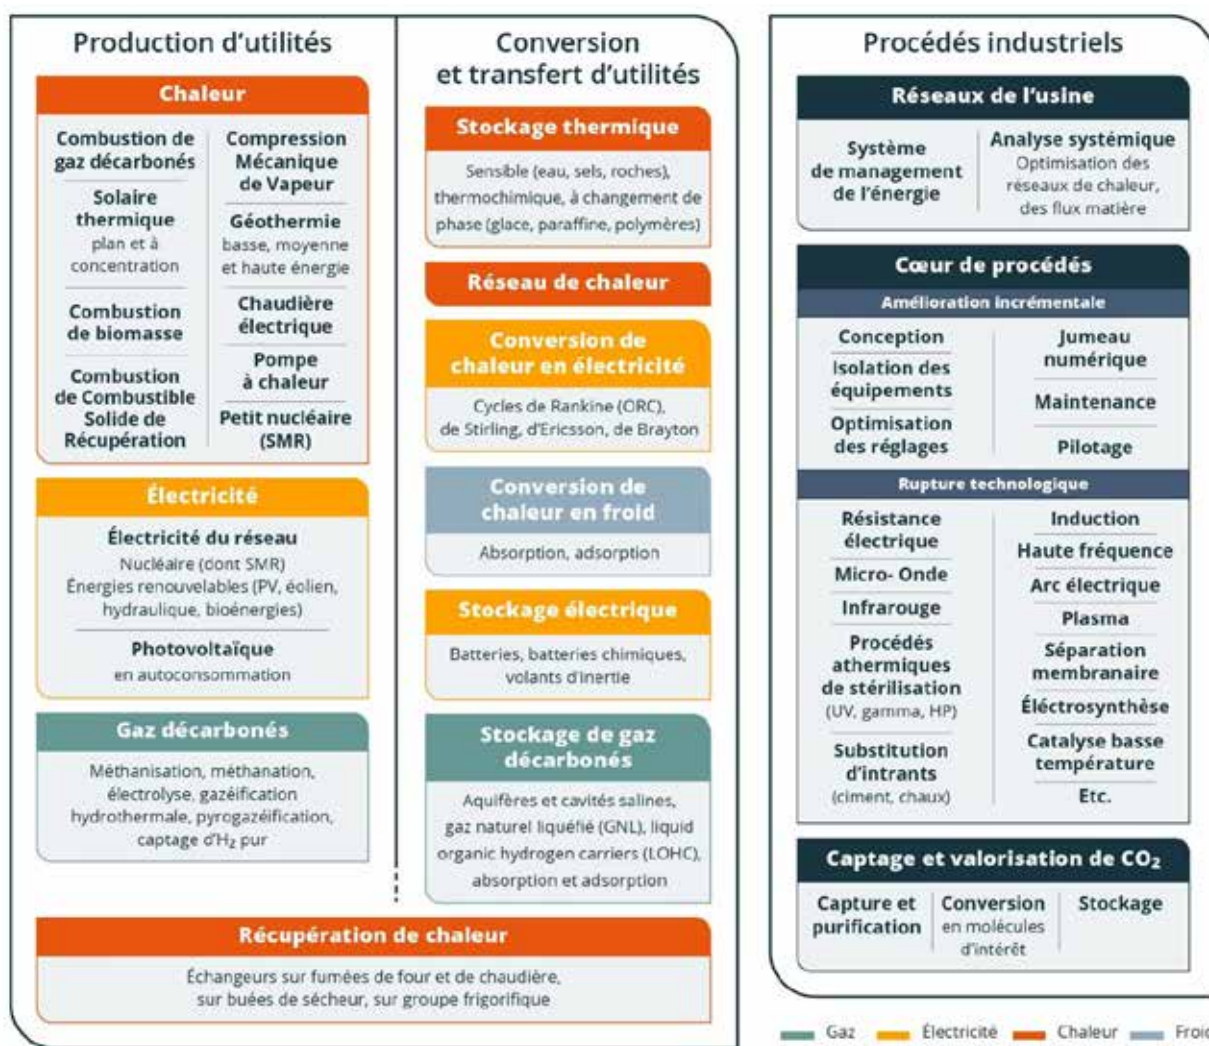 Production d'utilités
Chaleur
Combustion de
gaz décarbonés
Solaire
thermique
plan et à
concentration
Combustion
de biomasse
Combustion
de Combustible
Solide de
Récupération
Compression
Mécanique
de Vapeur
Géothermie
basse, moyenne
et haute énergie
Chaudière
électrique
Pompe
à chaleur
Petit nucléaire
(SMR)
Électricité
Électricité du réseau
Nucléaire (dont SMR)
Énergies renouvelables (PV, éolien,
hydraulique, bioénergies)
Photovoltaïque
en autoconsommation
Gaz décarbonés
Méthanisation, méthanation,
électrolyse, gazéification
hydrothermale, pyrogazéification,
captage d'H₂ pur
Conversion
et transfert d'utilités
Stockage thermique
Sensible (eau, sels, roches),
thermochimique, à changement de
phase (glace, paraffine, polymères)
Réseau de chaleur
Conversion de
chaleur en électricité
Cycles de Rankine (ORC),
de Stirling, d'Ericsson, de Brayton
Conversion de
chaleur en froid
Absorption, adsorption
Stockage électrique
Batteries, batteries chimiques,
volants d'inertie
Stockage de gaz
décarbonés
Aquifères et cavités salines,
gaz naturel liquéfié (GNL), liquid
organic hydrogen carriers (LOHC),
absorption et adsorption
Récupération de chaleur
Échangeurs sur fumées de four et de chaudière,
sur buées de sécheur, sur groupe frigorifique
Procédés industriels
Réseaux de l'usine
Système
de management
de l'énergie
Analyse systémique
Optimisation des
réseaux de chaleur,
des flux matière
Cœur de procédés
Amélioration incrémentale
Conception
Isolation des
équipements
Optimisation
des réglages
Jumeau
numérique
Maintenance
Pilotage
Rupture technologique
Résistance
électrique
Micro- Onde
Infrarouge
Procédés
athermiques
de stérilisation
(UV, gamma, HP)
Substitution
d'intrants
(ciment, chaux)
Induction
Haute fréquence
Arc électrique
Plasma
Séparation
membranaire
Éléctrosynthèse
Catalyse basse
température
Etc.
Captage et valorisation de CO₂
Capture et
purification
Conversion
en molécules
d'intérêt
Stockage
Gaz Électricité Chaleur Froid